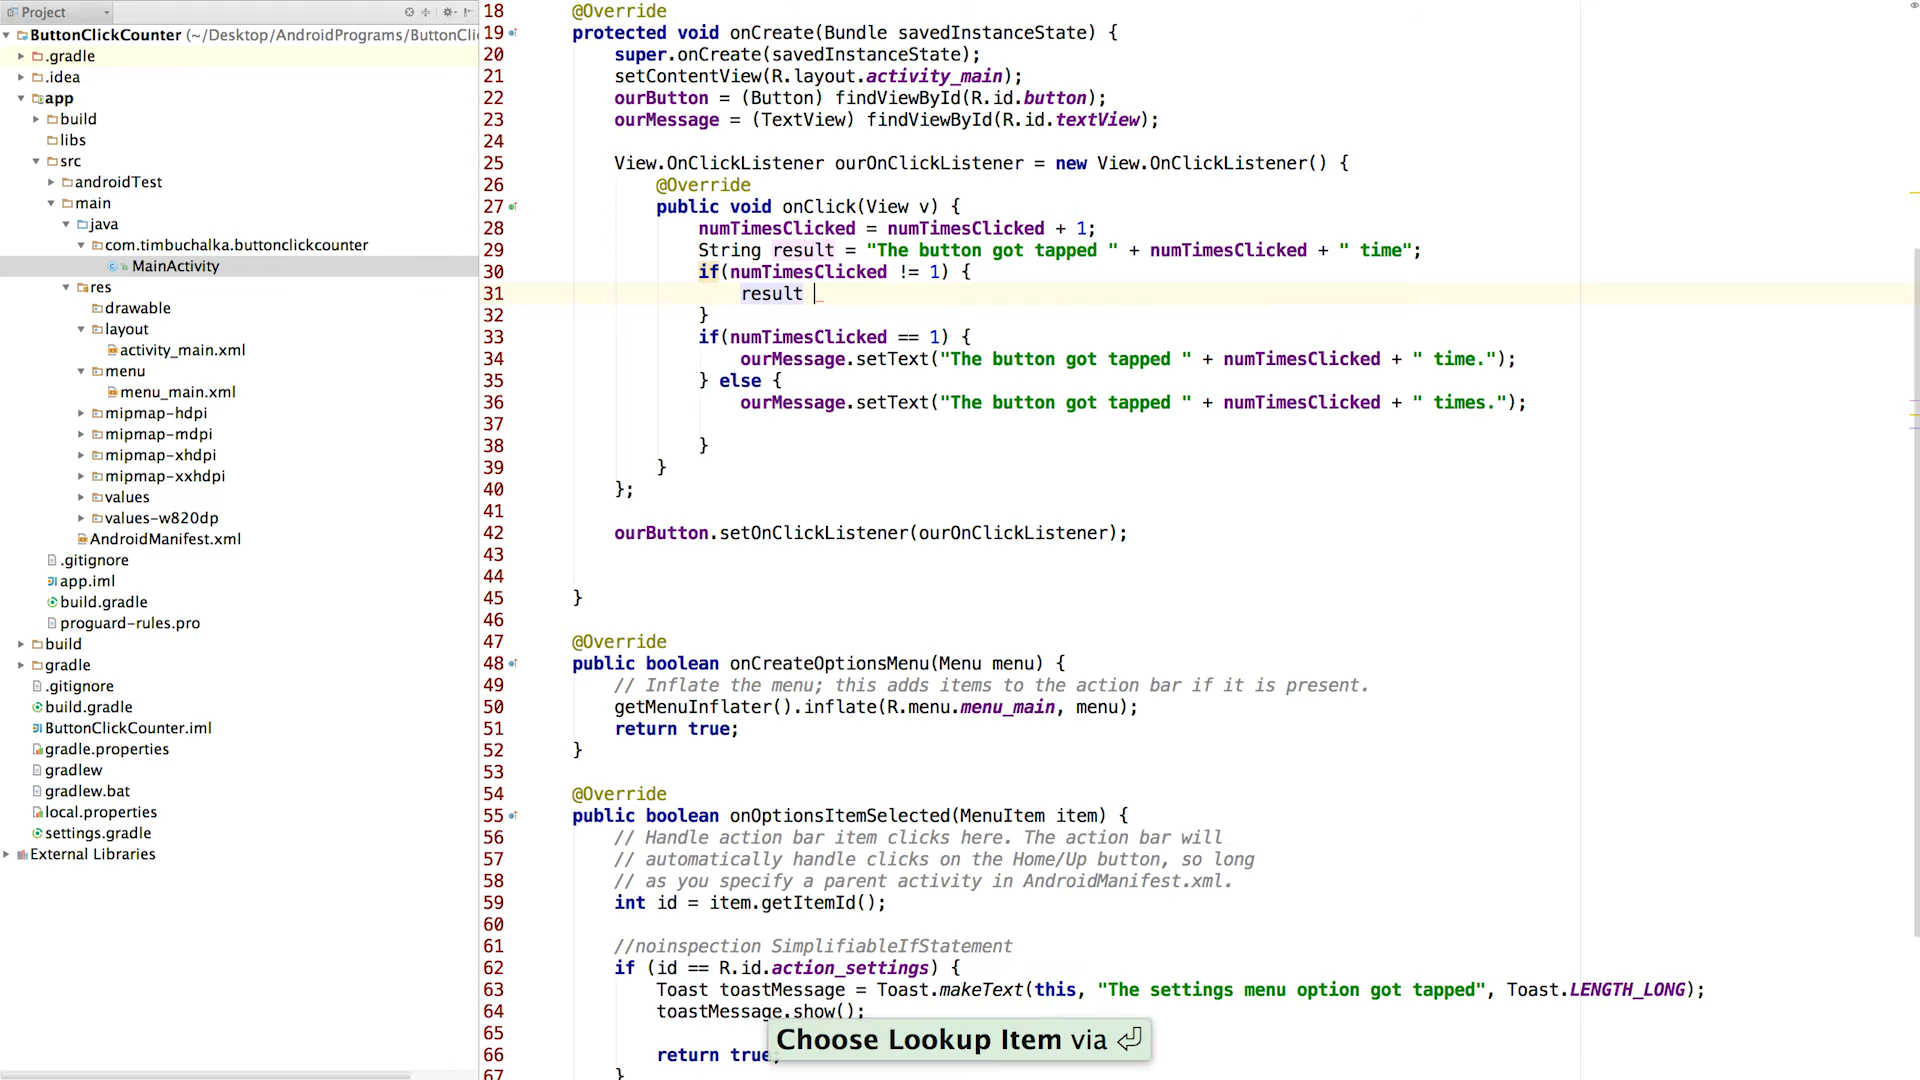 Project
ButtonClickCounter (~/Desktop/AndroidPrograms/ButtonCli
.gradle
.idea
app
build
libs
src
androidTest
main
java
com.timbuchalka.buttonclickcounter
MainActivity
res
drawable
layout
activity_main.xml
menu
menu_main.xml
mipmap-hdpi
mipmap-mdpi
mipmap-xhdpi
mipmap-xxhdpi
values
values-w820dp
AndroidManifest.xml
.gitignore
app.iml
build.gradle
proguard-rules.pro
build
gradle
.gitignore
build.gradle
ButtonClickCounter.iml
gradle.properties
gradlew
gradlew.bat
local.properties
settings.gradle
External Libraries
18 @Override
19 protected void onCreate(Bundle savedInstanceState) {
20 super.onCreate(savedInstanceState);
21 setContentView(R.layout.activity_main);
22 ourButton = (Button) findViewById(R.id.button);
23 ourMessage = (TextView) findViewById(R.id.textView);
24
25 View.OnClickListener ourOnClickListener = new View.OnClickListener() {
26 @Override
27 public void onClick(View v) {
28 numTimesClicked = numTimesClicked + 1;
29 String result = "The button got tapped " + numTimesClicked + " time";
30 if(numTimesClicked != 1) {
31 result
32 }
33 if(numTimesClicked == 1) {
34 ourMessage.setText("The button got tapped " + numTimesClicked + " time.");
35 } else {
36 ourMessage.setText("The button got tapped " + numTimesClicked + " times.");
37
38 }
39 }
40 };
41
42 ourButton.setOnClickListener(ourOnClickListener);
43
44
45 }
46
47 @Override
48 public boolean onCreateOptionsMenu(Menu menu) {
49 // Inflate the menu; this adds items to the action bar if it is present.
50 getMenuInflater().inflate(R.menu.menu_main, menu);
51 return true;
52 }
53
54 @Override
55 public boolean onOptionsItemSelected(MenuItem item) {
56 // Handle action bar item clicks here. The action bar will
57 // automatically handle clicks on the Home/Up button, so long
58 // as you specify a parent activity in AndroidManifest.xml.
59 int id = item.getItemId();
60
61 //noinspection SimplifiableIfStatement
62 if (id == R.id.action_settings) {
63 Toast toastMessage = Toast.makeText(this, "The settings menu option got tapped", Toast.LENGTH_LONG);
64 toastMessage.show();
65
66 return true;
67 }
Choose Lookup Item via ⏎